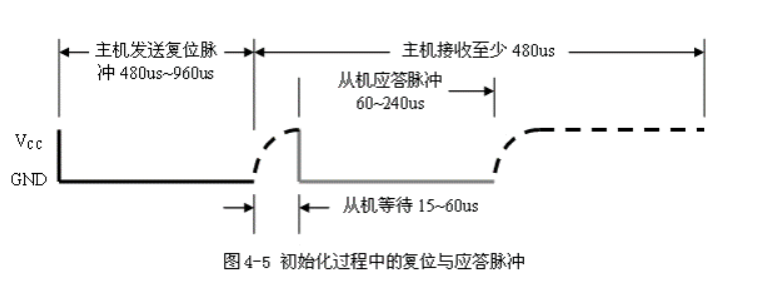 主机发送复位脉
冲 480us~960us
主机接收至少 480us
从机应答脉冲
60~240us
VCC
GND
从机等待 15~60us
图 4-5 初始化过程中的复位与应答脉冲